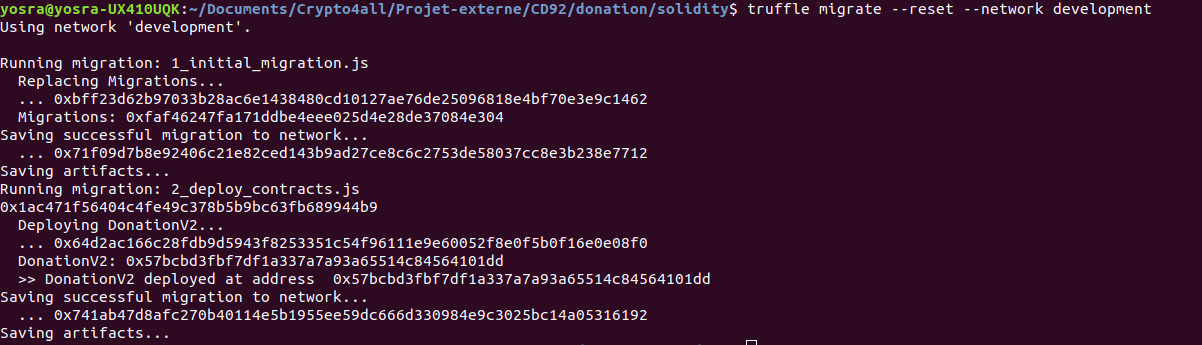 yosra@yosra-UX410UQK:~/Documents/Crypto4all/Projet-externe/CD92/donation/solidity$ truffle migrate --reset --network development
Using network 'development'.
Running migration: 1_initial_migration.js
Replacing Migrations...
... 0xbff23d62b97033b28ac6e1438480cd10127ae76de25096818e4bf70e3e9c1462
Migrations: 0xfaf46247fa171ddbe4eee025d4e28de37084e304
Saving successful migration to network...
... 0x71f09d7b8e92406c21e82ced143b9ad27ce8c6c2753de58037cc8e3b238e7712
Saving artifacts...
Running migration: 2_deploy_contracts.js
0x1ac471f56404c4fe49c378b5b9bc63fb689944b9
Deploying DonationV2...
... 0x64d2ac166c28fdb9d5943f8253351c54f96111e9e60052f8e0f5b0f16e0e08f0
DonationV2: 0x57bcbd3fbf7df1a337a7a93a65514c84564101dd
>> DonationV2 deployed at address  0x57bcbd3fbf7df1a337a7a93a65514c84564101dd
Saving successful migration to network...
... 0x741ab47d8afc270b40114e5b1955ee59dc666d330984e9c3025bc14a05316192
Saving artifacts...